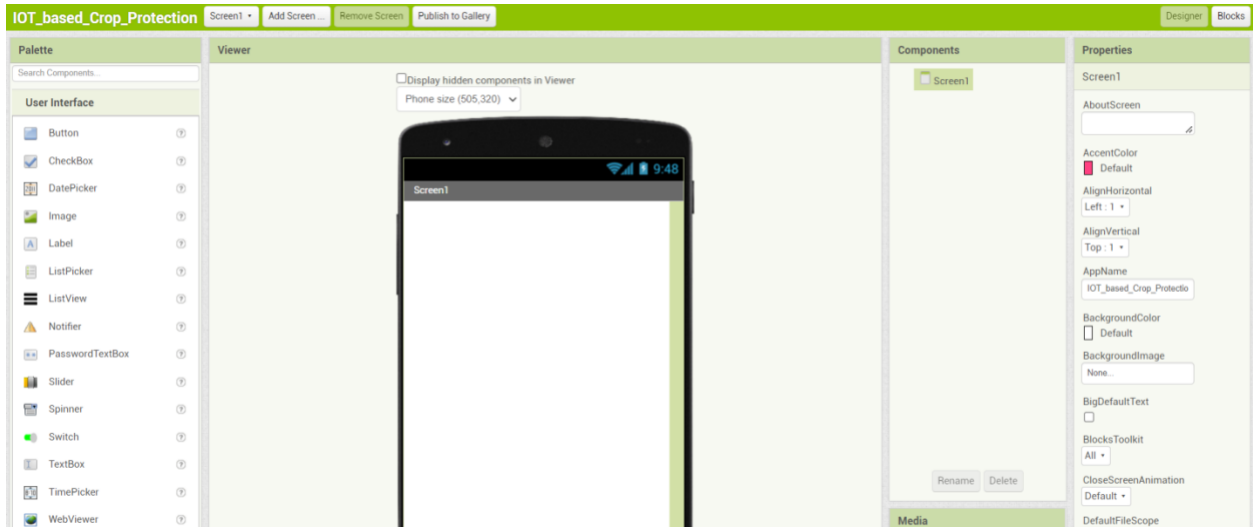 IOT_based_Crop_Protection Screen1 Add Screen ... Remove Screen Publish to Gallery Designer Blocks
Palette
Search Components...
User Interface
Button
CheckBox
DatePicker
Image
Label
ListPicker
ListView
Notifier
PasswordTextBox
Slider
Spinner
Switch
TextBox
TimePicker
WebViewer
Viewer
Display hidden components in Viewer
Phone size (505,320)
9:48
Screen1
Components
Screen1
Rename Delete
Media
Properties
Screen1
AboutScreen
AccentColor
Default
AlignHorizontal
Left : 1
AlignVertical
Top : 1
AppName
IOT_based_Crop_Protectio
BackgroundColor
Default
BackgroundImage
None...
BigDefaultText
BlocksToolkit
All
CloseScreenAnimation
Default
DefaultFileScope